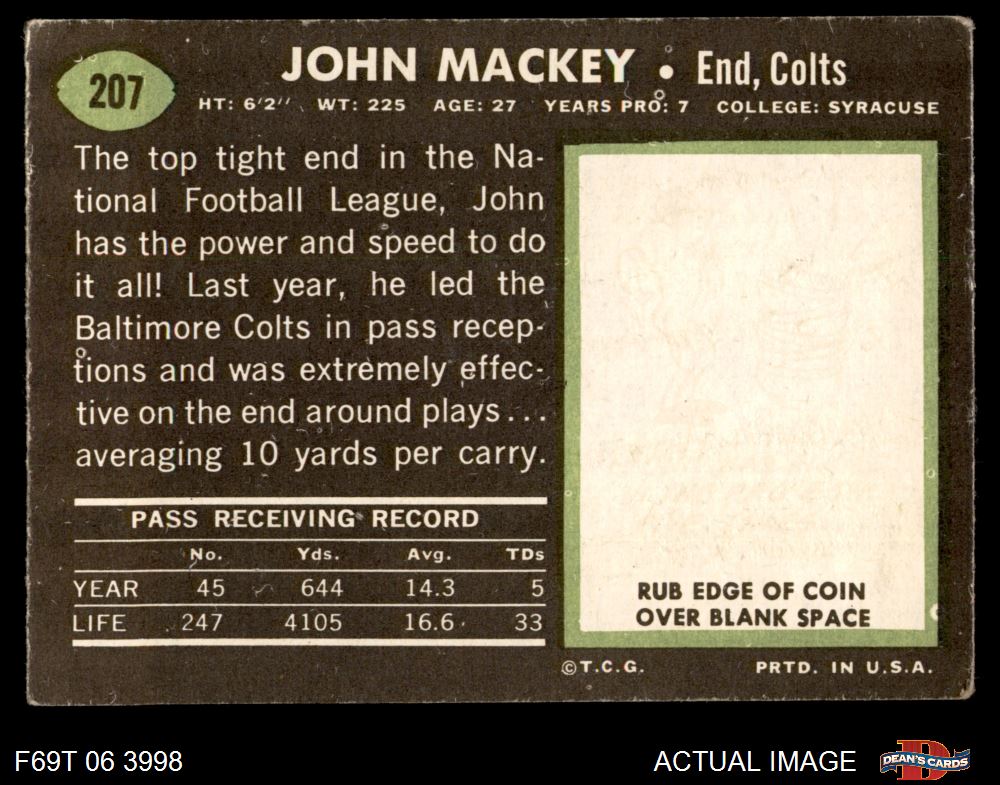 207
JOHN MACKEY • End, Colts
HT: 6'2'' WT: 225 AGE: 27 YEARS PRO: 7 COLLEGE: SYRACUSE
The top tight end in the Na-
tional Football League, John
has the power and speed to do
it all! Last year, he led the
Baltimore Colts in pass recep-
tions and was extremely effec-
tive on the end around plays...
averaging 10 yards per carry.
PASS RECEIVING RECORD
No. Yds. Avg. TDs
YEAR 45 644 14.3 5
LIFE 247 4105 16.6 33
RUB EDGE OF COIN
OVER BLANK SPACE
©T.C.G. PRTD. IN U.S.A.
F69T 06 3998 ACTUAL IMAGE
D
DEAN'S CARDS